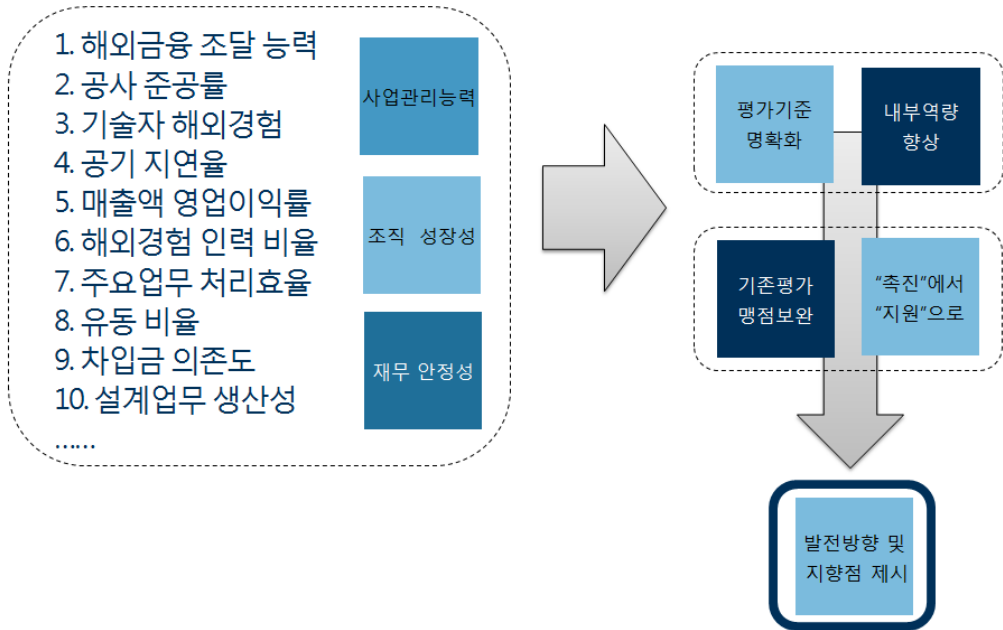 1. 해외금융 조달 능력
2. 공사 준공률
3. 기술자 해외경험
4. 공기 지연율
5. 매출액 영업이익률
6. 해외경험 인력 비율
7. 주요업무 처리효율
8. 유동 비율
9. 차입금 의존도
10. 설계업무 생산성
……
사업관리능력
조직 성장성
재무 안정성
평가기준
명확화
내부역량
향상
기존평가
맹점보완
“촉진”에서
“지원”으로
발전방향 및
지향점 제시